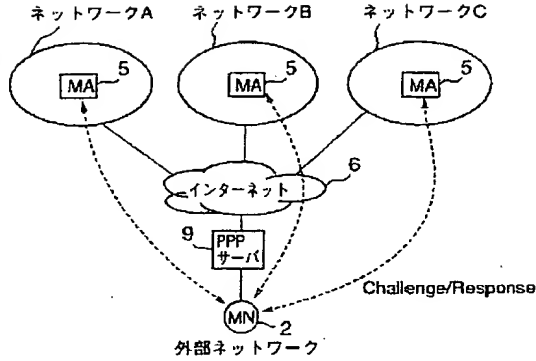 ネットワークA
ネットワークB
ネットワークC
MA
5
MA
5
MA
5
インターネット
6
9
PPP
サーバ
Challenge/Response
MN
2
外部ネットワーク